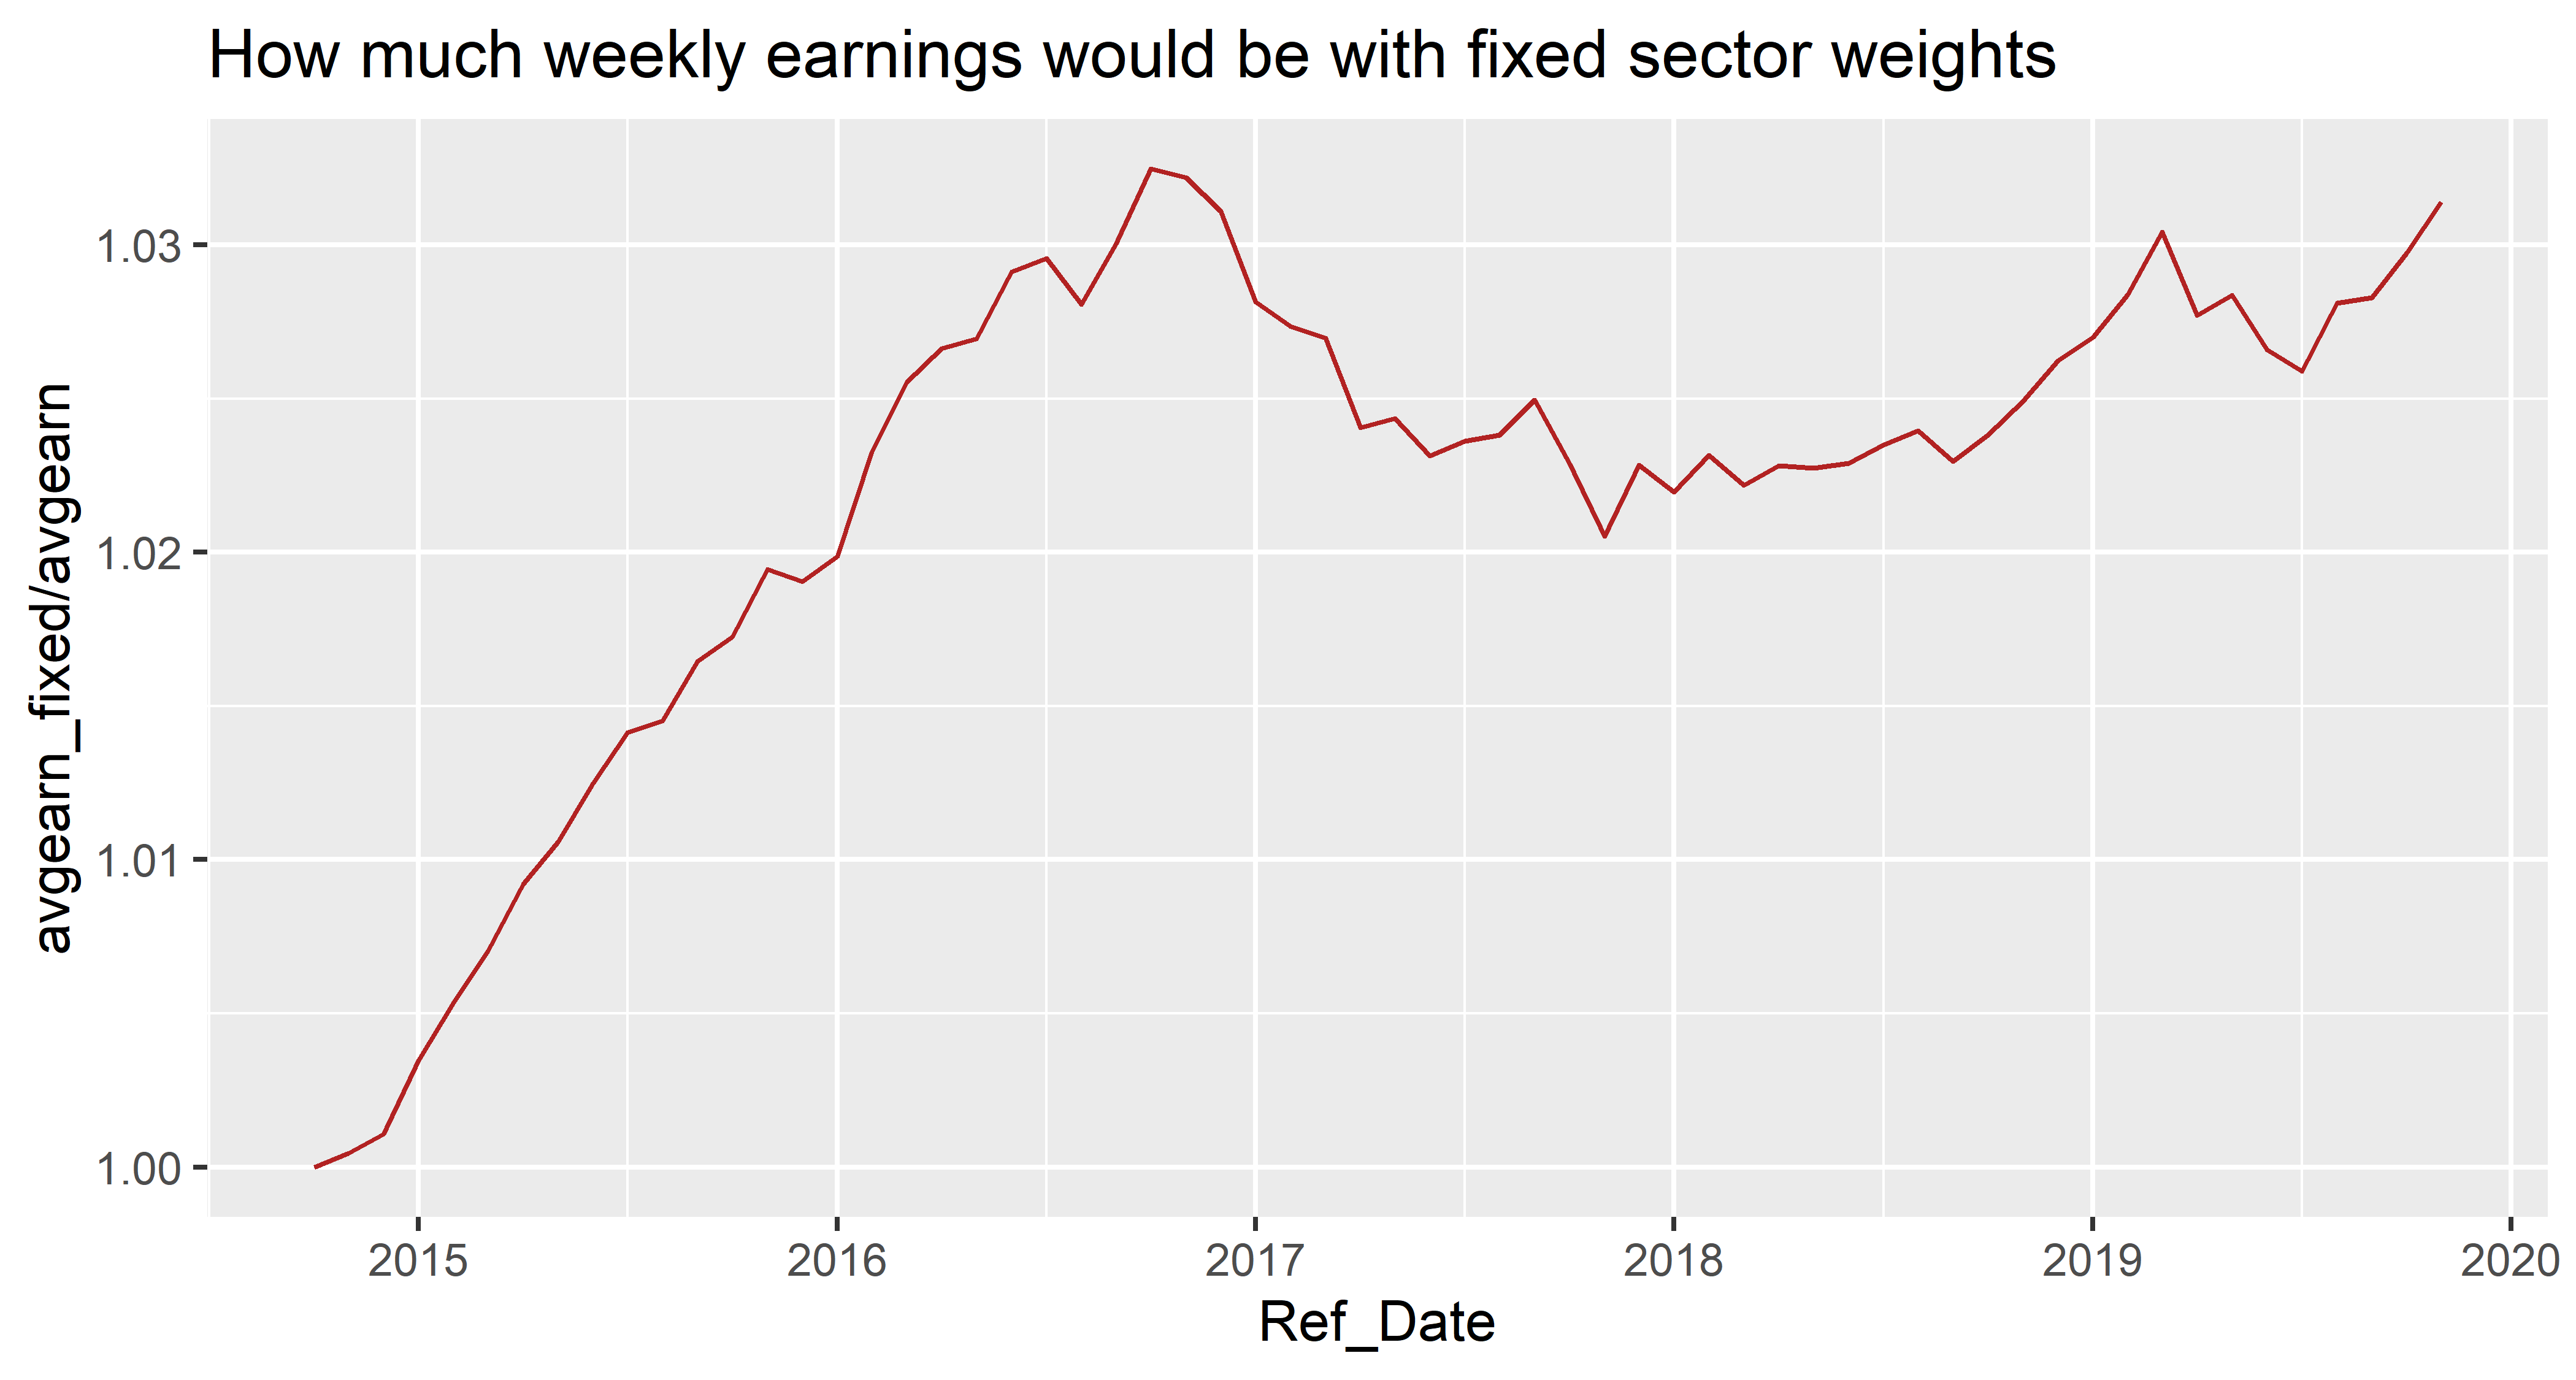 How much weekly earnings would be with fixed sector weights
avgearn_fixed/avgearn
1.03
1.02
1.01
1.00
2015 2016 2017 2018 2019 2020
Ref_Date